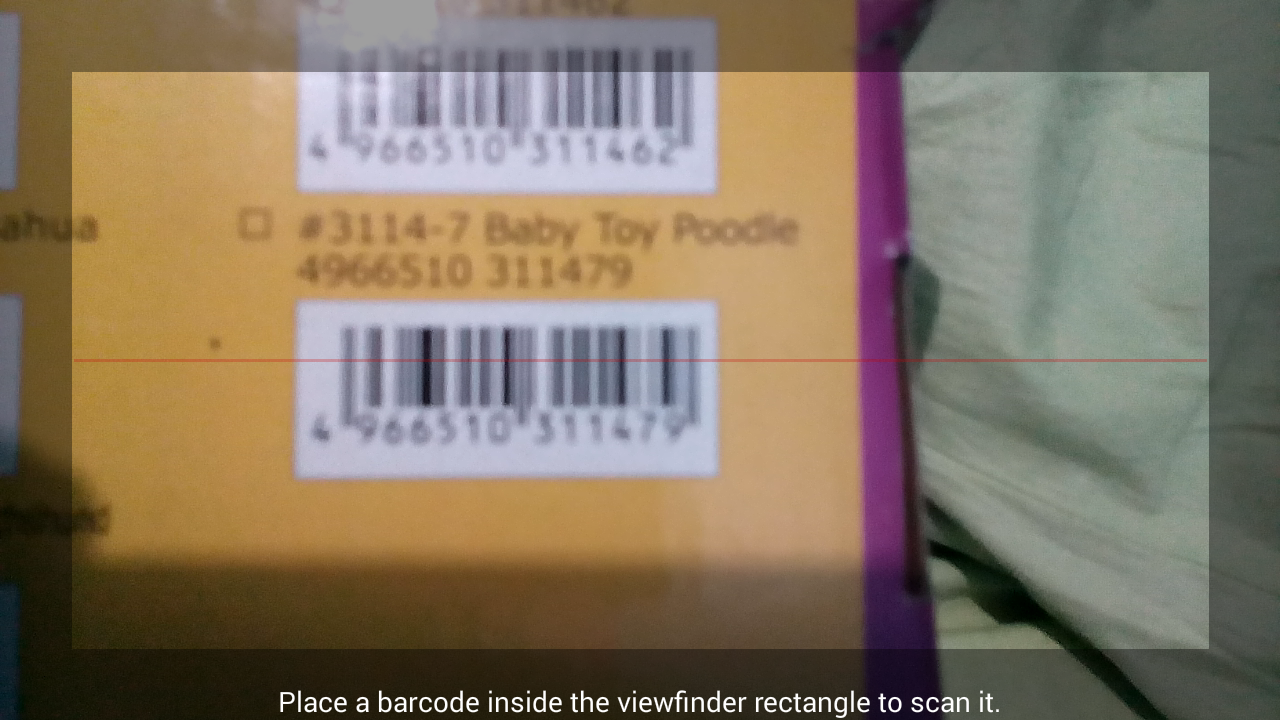 4 966510 311462
ahua
□ #3114-7 Baby Toy Poodle
4966510 311479
4 966510 311479
Place a barcode inside the viewfinder rectangle to scan it.